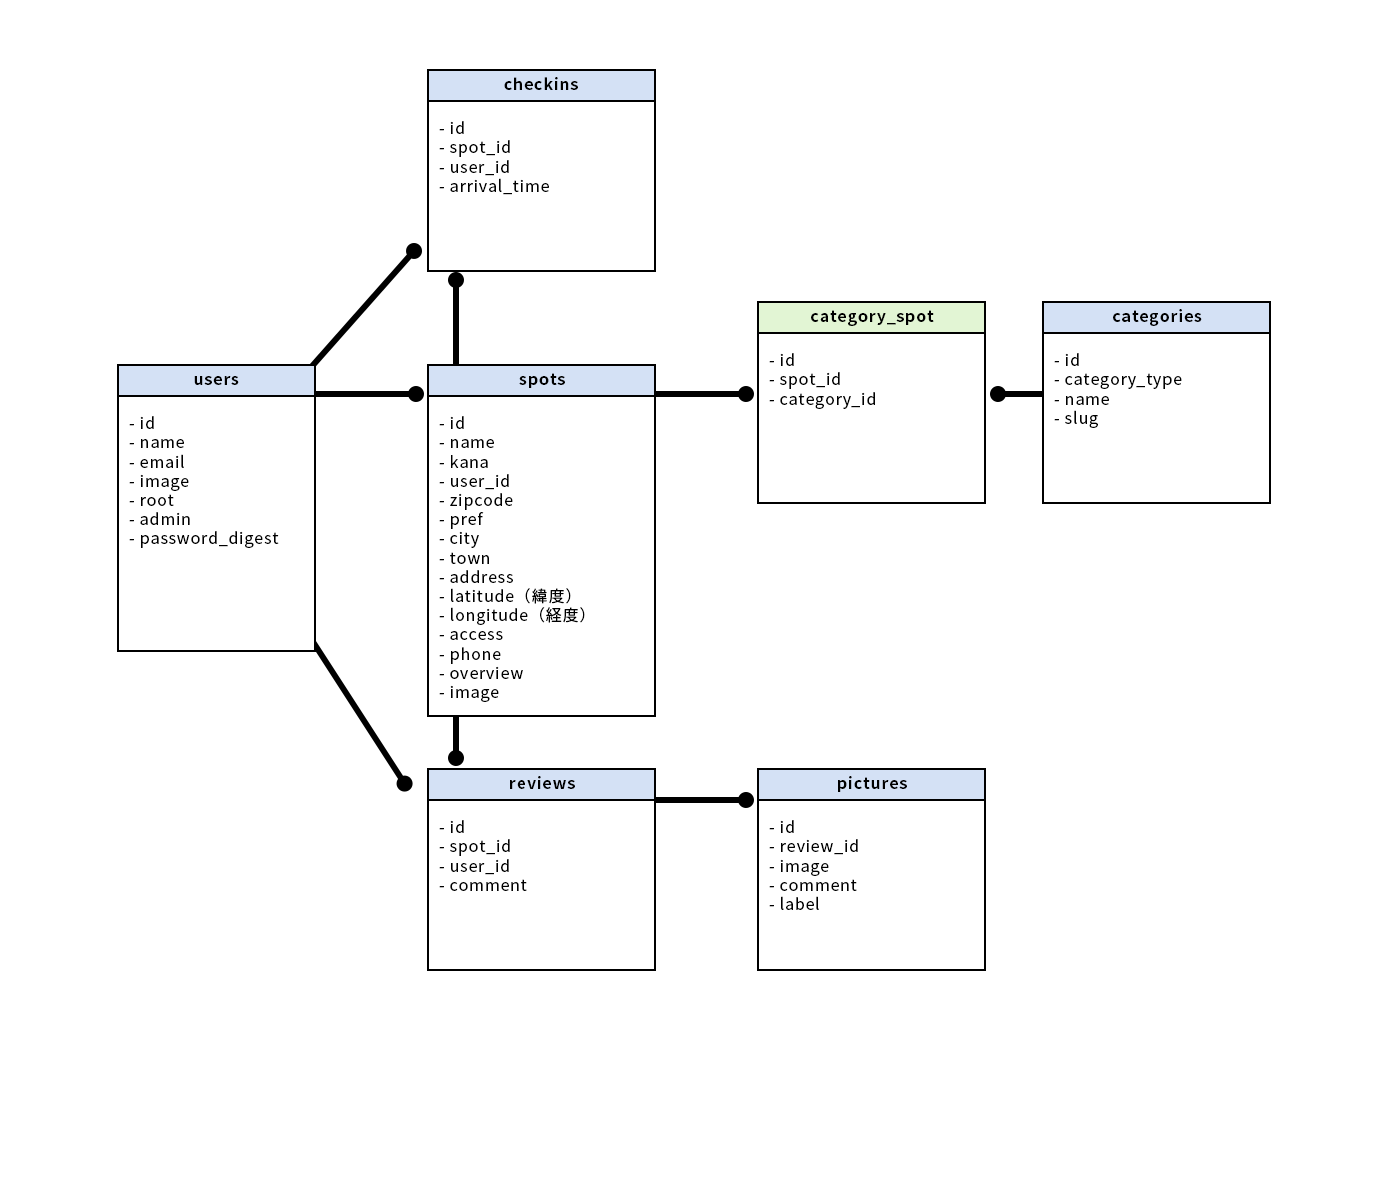 checkins
- id
- spot_id
- user_id
- arrival_time
users
- id
- name
- email
- image
- root
- admin
- password_digest
spots
- id
- name
- kana
- user_id
- zipcode
- pref
- city
- town
- address
- latitude（緯度）
- longitude（経度）
- access
- phone
- overview
- image
category_spot
- id
- spot_id
- category_id
categories
- id
- category_type
- name
- slug
reviews
- id
- spot_id
- user_id
- comment
pictures
- id
- review_id
- image
- comment
- label